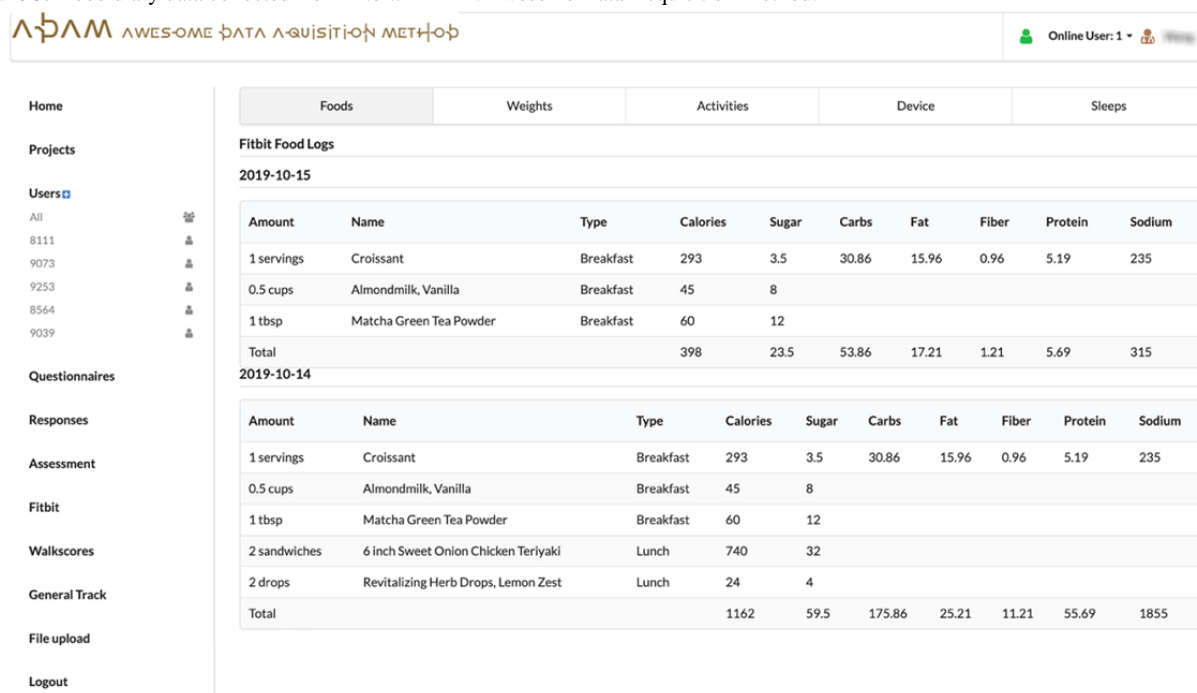 ADAM AWESOME DATA AQUISITION METHOD
Online User: 1
Home
Projects
Users
All
8111
9073
9253
8564
9039
Questionnaires
Responses
Assessment
Fitbit
Walkscores
General Track
File upload
Logout
Foods Weights Activities Device Sleeps
Fitbit Food Logs
2019-10-15
Amount Name Type Calories Sugar Carbs Fat Fiber Protein Sodium
1 servings Croissant Breakfast 293 3.5 30.86 15.96 0.96 5.19 235
0.5 cups Almondmilk, Vanilla Breakfast 45 8
1 tbsp Matcha Green Tea Powder Breakfast 60 12
Total 398 23.5 53.86 17.21 1.21 5.69 315
2019-10-14
Amount Name Type Calories Sugar Carbs Fat Fiber Protein Sodium
1 servings Croissant Breakfast 293 3.5 30.86 15.96 0.96 5.19 235
0.5 cups Almondmilk, Vanilla Breakfast 45 8
1 tbsp Matcha Green Tea Powder Breakfast 60 12
2 sandwiches 6 inch Sweet Onion Chicken Teriyaki Lunch 740 32
2 drops Revitalizing Herb Drops, Lemon Zest Lunch 24 4
Total 1162 59.5 175.86 25.21 11.21 55.69 1855